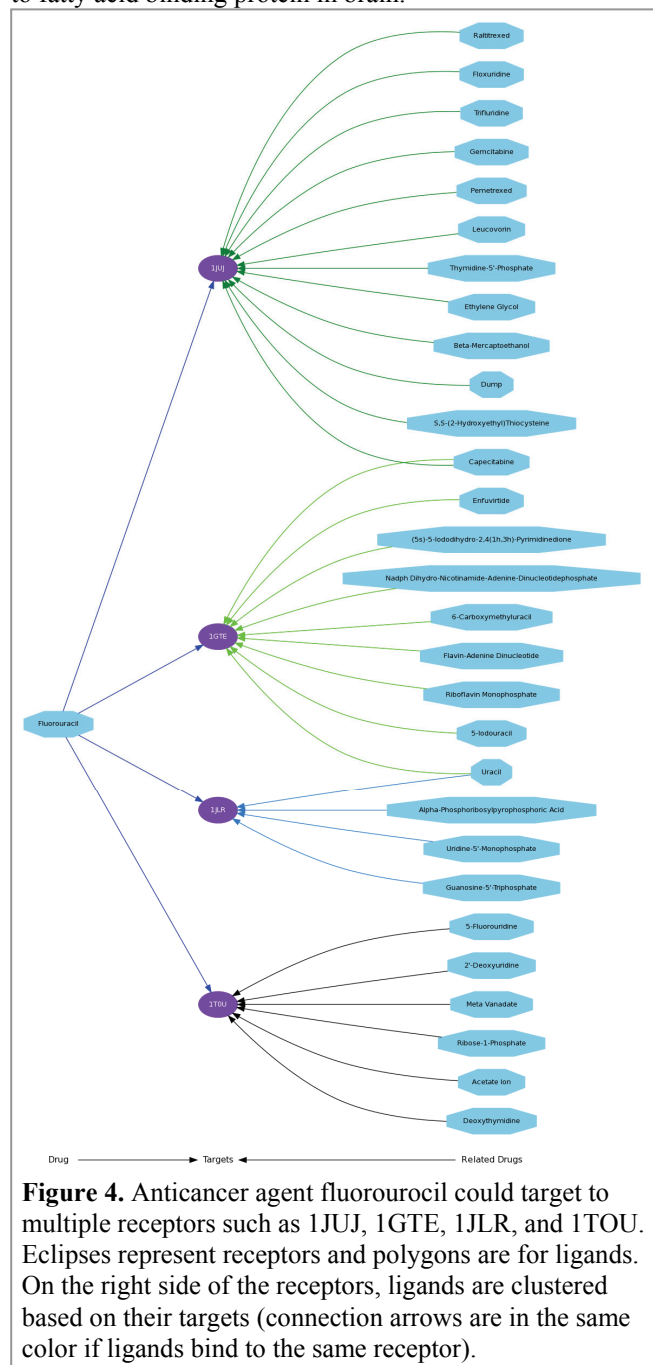 to fatty acid binding protein in brain.
Raltitrexed
Floxuridine
Trifluridine
Gemcitabine
Pemetrexed
Leucovorin
1JUJ
Thymidine-5'-Phosphate
Ethylene Glycol
Beta-Mercaptoethanol
Dump
S,S-(2-Hydroxyethyl)Thiocysteine
Capecitabine
Enfuvirtide
(5s)-5-Iododihydro-2,4(1h,3h)-Pyrimidinedione
Nadph Dihydro-Nicotinamide-Adenine-Dinucleotidephosphate
6-Carboxymethyluracil
1GTE
Flavin-Adenine Dinucleotide
Riboflavin Monophosphate
Fluorouracil
5-Iodouracil
Uracil
1JLR
Alpha-Phosphoribosylpyrophosphoric Acid
Uridine-5'-Monophosphate
Guanosine-5'-Triphosphate
5-Fluorouridine
2'-Deoxyuridine
1T0U
Meta Vanadate
Ribose-1-Phosphate
Acetate Ion
Deoxythymidine
Drug Targets Related Drugs
Figure 4. Anticancer agent fluorourocil could target to
multiple receptors such as 1JUJ, 1GTE, 1JLR, and 1TOU.
Eclipses represent receptors and polygons are for ligands.
On the right side of the receptors, ligands are clustered
based on their targets (connection arrows are in the same
color if ligands bind to the same receptor).